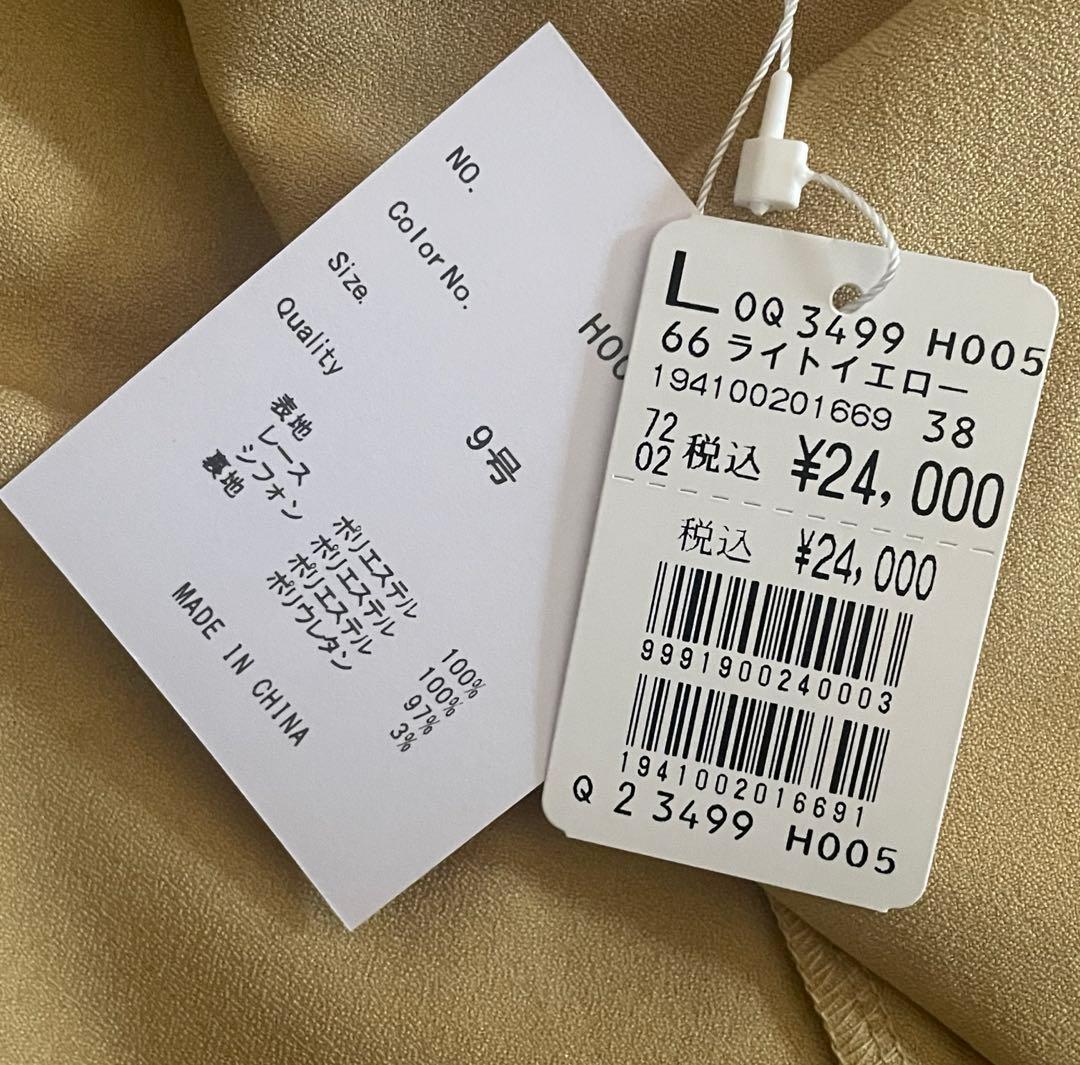 NO.
Color No.
Size.
Quality
H00
9号
表地
レース
シフォン
裏地
ポリエステル 100%
ポリエステル 100%
ポリエステル 97%
ポリウレタン 3%
MADE IN CHINA
L 0Q 3499 H005
66 ライトイエロー
194100201669 38
72
02 税込 ¥24,000
税込 ¥24,000
9991900240003
1941002016691
Q 2 3499 H005